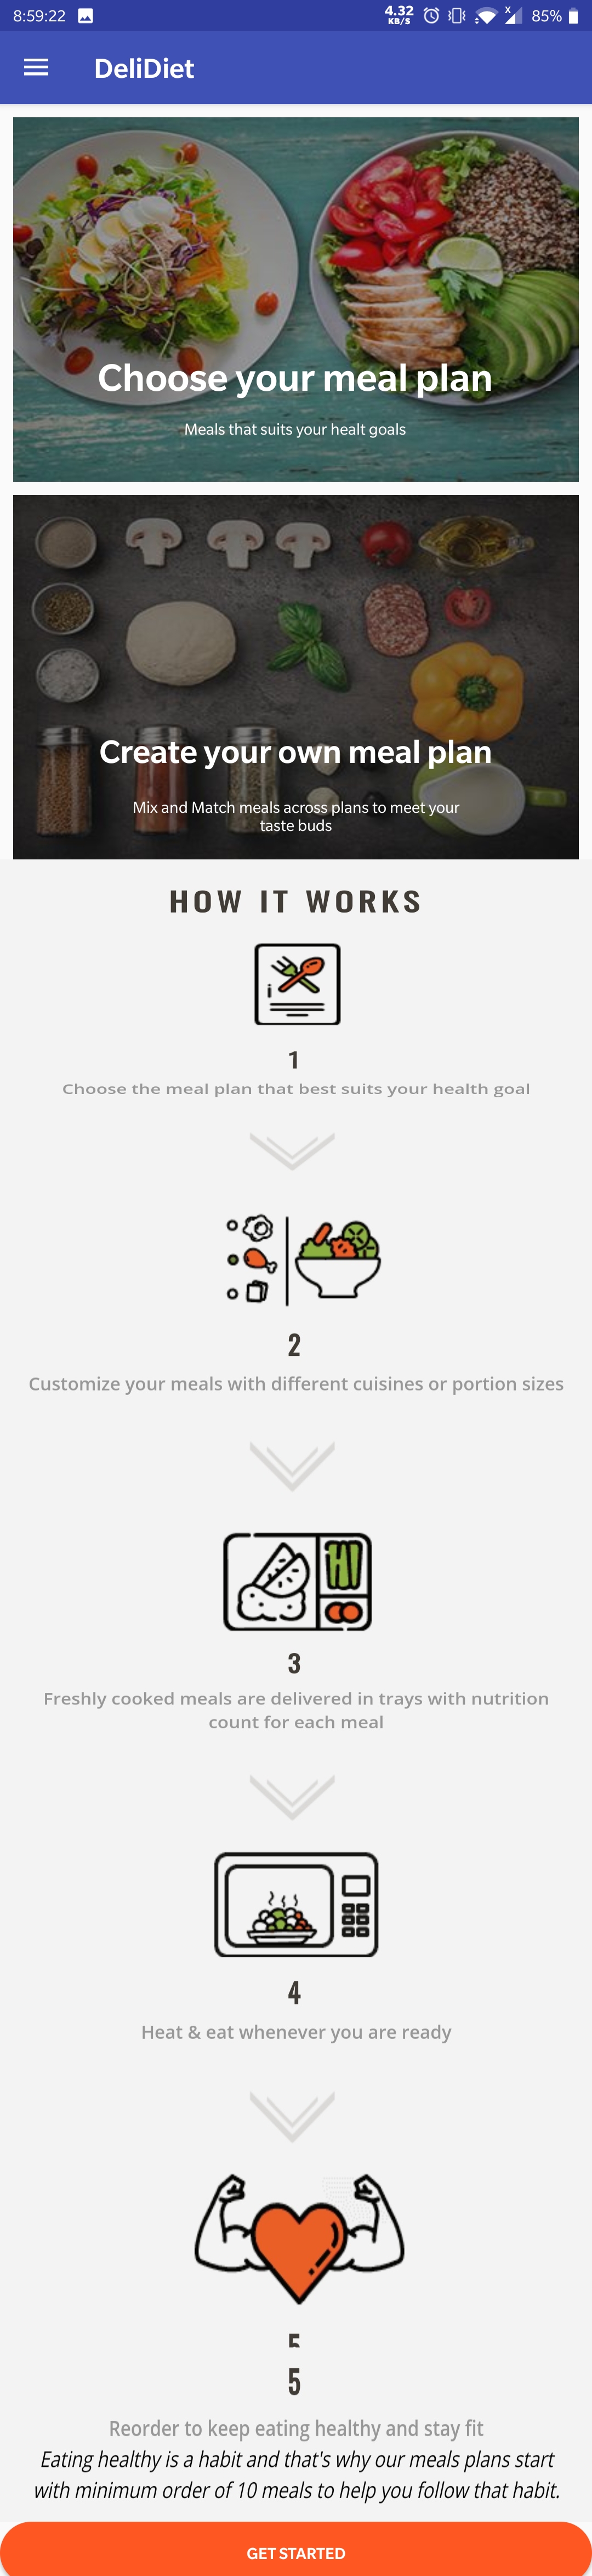 8:59:22 4.32 KB/S X 85%
DeliDiet
Choose your meal plan
Meals that suits your healt goals
Create your own meal plan
Mix and Match meals across plans to meet your
taste buds
HOW IT WORKS
1
Choose the meal plan that best suits your health goal
2
Customize your meals with different cuisines or portion sizes
3
Freshly cooked meals are delivered in trays with nutrition
count for each meal
4
Heat & eat whenever you are ready
5
5
Reorder to keep eating healthy and stay fit
Eating healthy is a habit and that's why our meals plans start
with minimum order of 10 meals to help you follow that habit.
GET STARTED